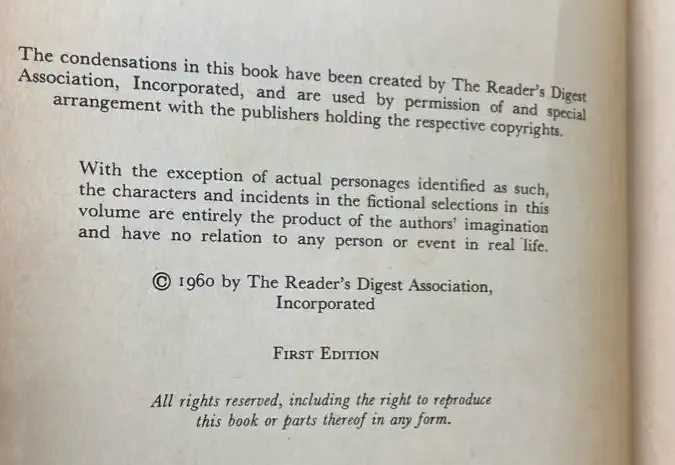 The condensations in this book have been created by The Reader's Digest
Association, Incorporated, and are used by permission of and special
arrangement with the publishers holding the respective copyrights.
With the exception of actual personages identified as such,
the characters and incidents in the fictional selections in this
volume are entirely the product of the authors' imagination
and have no relation to any person or event in real life.
© 1960 by The Reader's Digest Association,
Incorporated
First Edition
All rights reserved, including the right to reproduce
this book or parts thereof in any form.